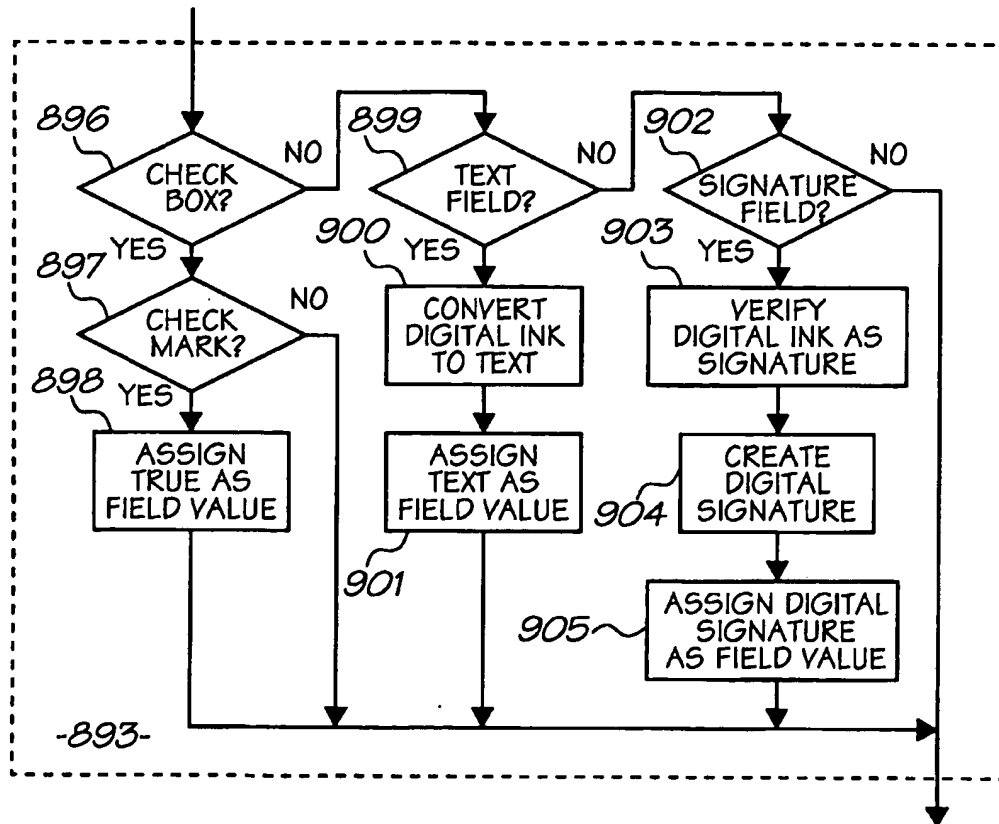 896
CHECK
BOX?
NO
YES
897
CHECK
MARK?
NO
YES
898
ASSIGN
TRUE AS
FIELD VALUE
899
TEXT
FIELD?
NO
YES
900
CONVERT
DIGITAL INK
TO TEXT
ASSIGN
TEXT AS
FIELD VALUE
901
902
SIGNATURE
FIELD?
NO
YES
903
VERIFY
DIGITAL INK AS
SIGNATURE
CREATE
DIGITAL
SIGNATURE
904
ASSIGN DIGITAL
SIGNATURE
AS FIELD VALUE
905
-893-